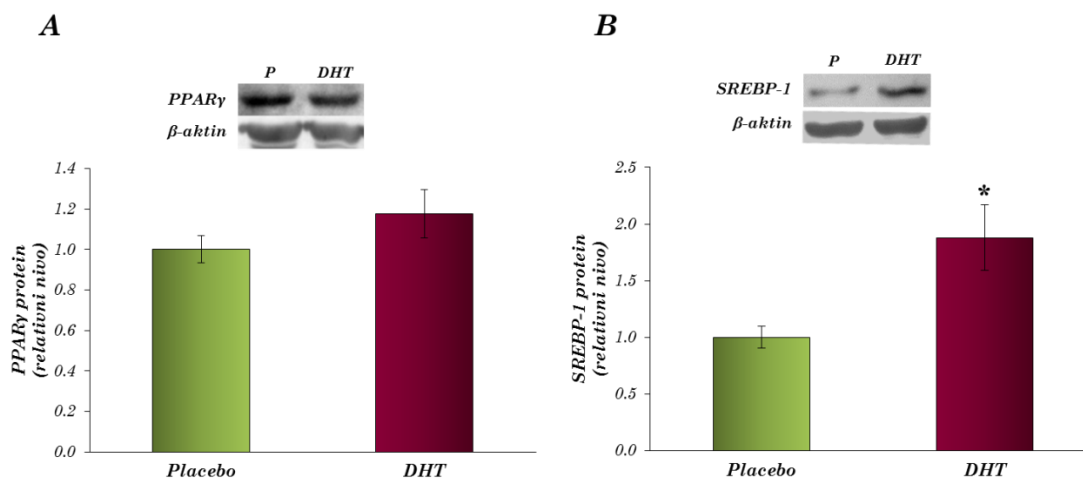 A
P DHT
PPARγ
β-aktin
1.4
1.2
1.0
0.8
0.6
0.4
0.2
0.0
PPARγ protein
(relativni nivo)
Placebo DHT
B
P DHT
SREBP-1
β-aktin
2.5
2.0
1.5
1.0
0.5
0.0
SREBP-1 protein
(relativni nivo)
*
Placebo DHT